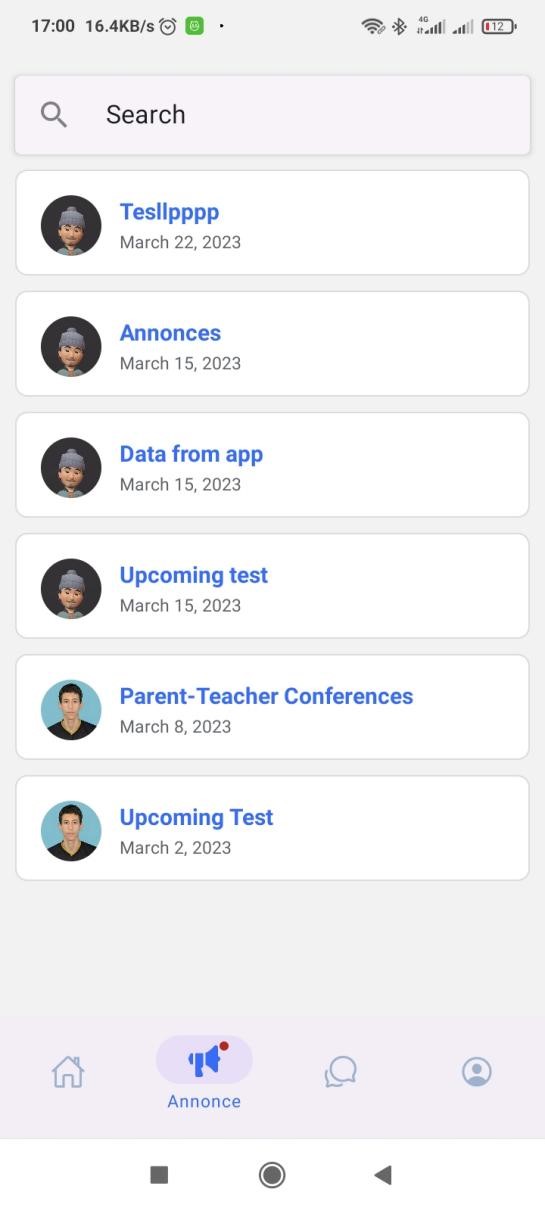 17:00 16.4KB/s 4G 12
Search
Tesllpppp
March 22, 2023
Annonces
March 15, 2023
Data from app
March 15, 2023
Upcoming test
March 15, 2023
Parent-Teacher Conferences
March 8, 2023
Upcoming Test
March 2, 2023
Annonce